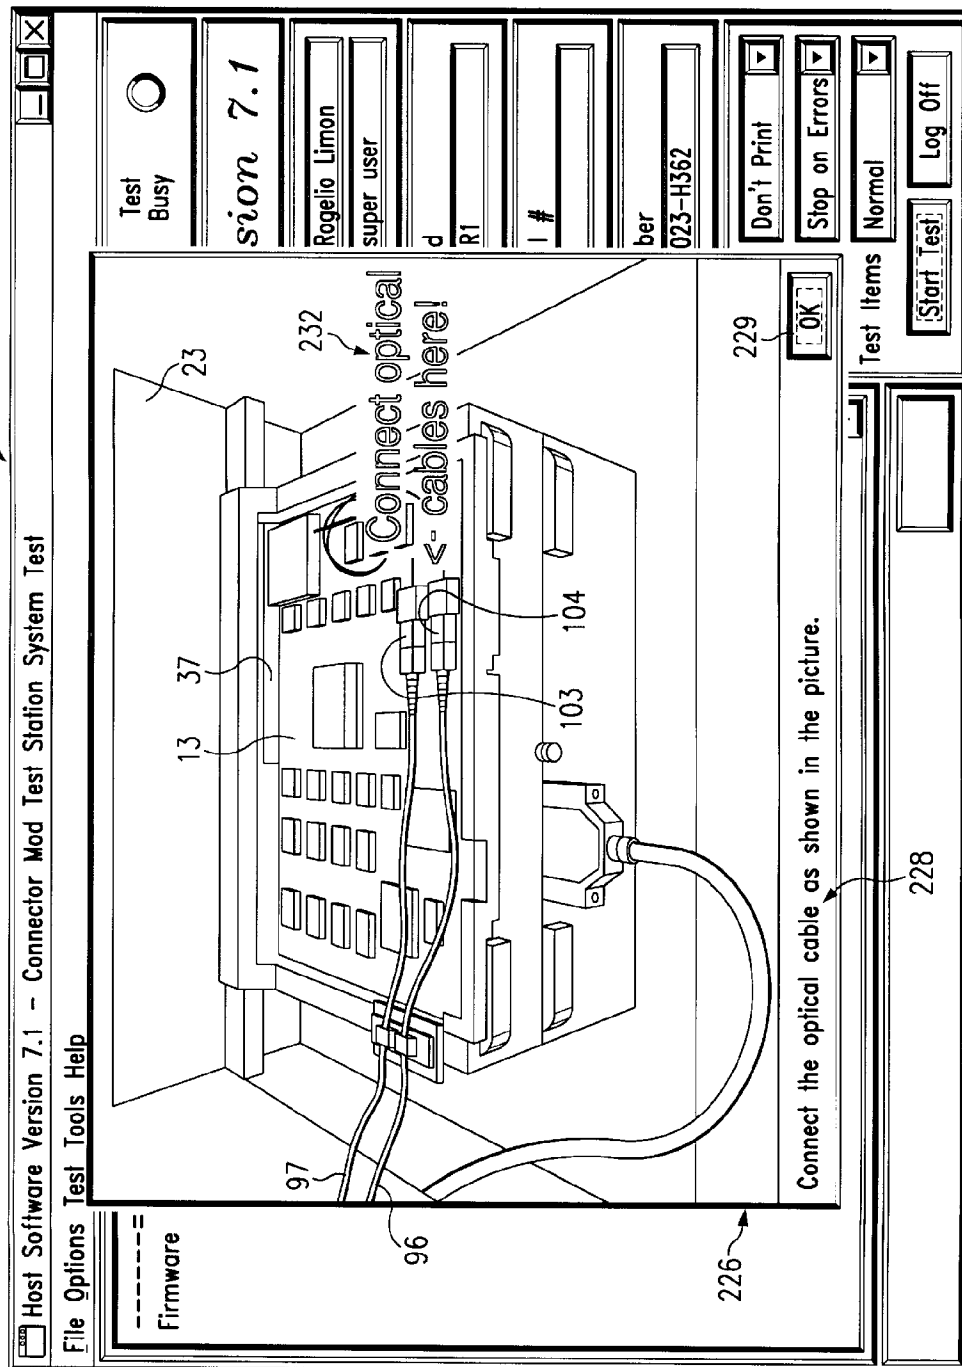 Host Software Version 7.1 – Connector Mod Test Station System Test
File Options Test Tools Help
------=
Firmware
Test
Busy
sion 7.1
Rogelio Limon
super user
d
R1
l #
ber
023-H362
Don't Print
Stop on Errors
Test Items
Normal
Start Test
Log Off
23
37
13
232
Connect optical
<- cables here!
103
104
97
96
226
229
Connect the optical cable as shown in the picture.
OK
228